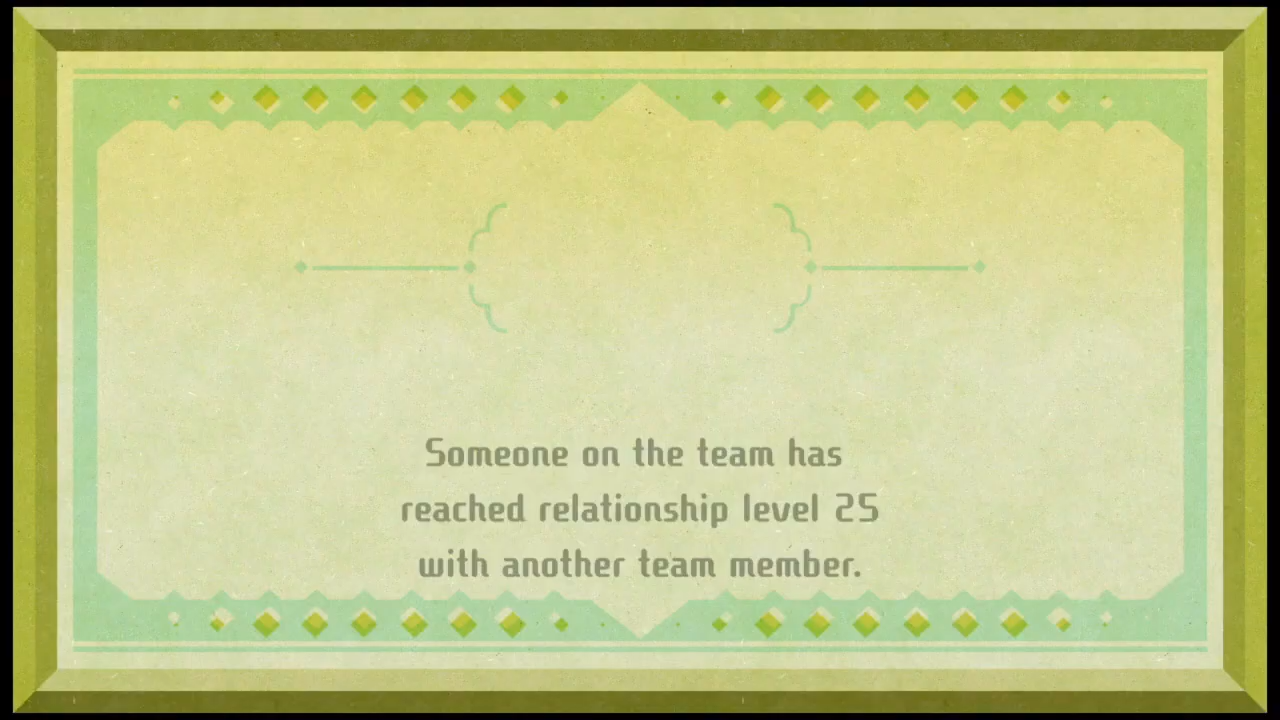 Someone on the team has
reached relationship level 25
with another team member.